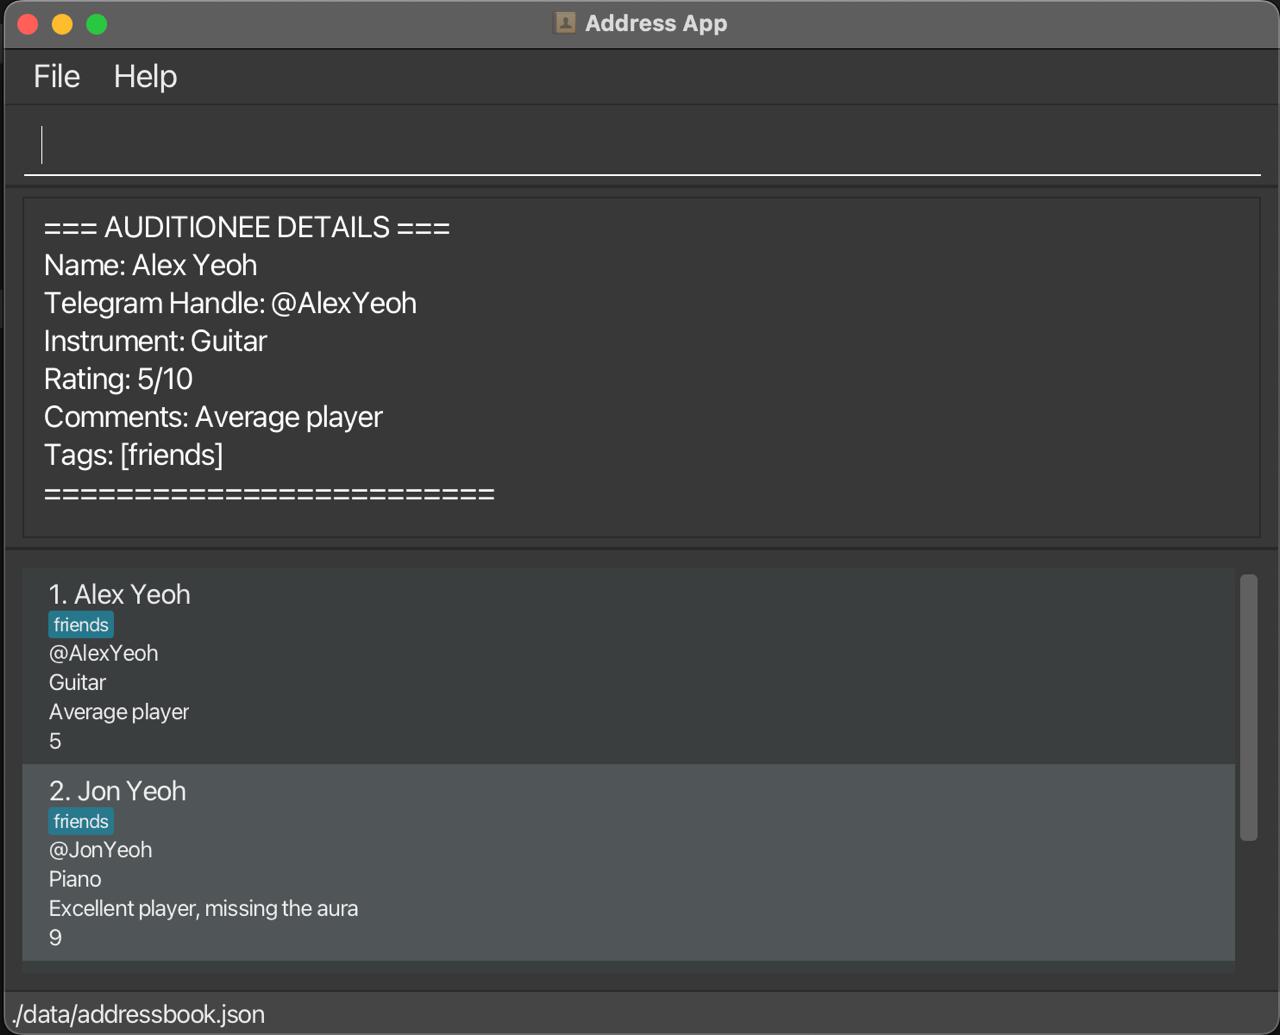 Address App
File Help
=== AUDITIONEE DETAILS ===
Name: Alex Yeoh
Telegram Handle: @AlexYeoh
Instrument: Guitar
Rating: 5/10
Comments: Average player
Tags: [friends]
=========================
1. Alex Yeoh
friends
@AlexYeoh
Guitar
Average player
5
2. Jon Yeoh
friends
@JonYeoh
Piano
Excellent player, missing the aura
9
./data/addressbook.json